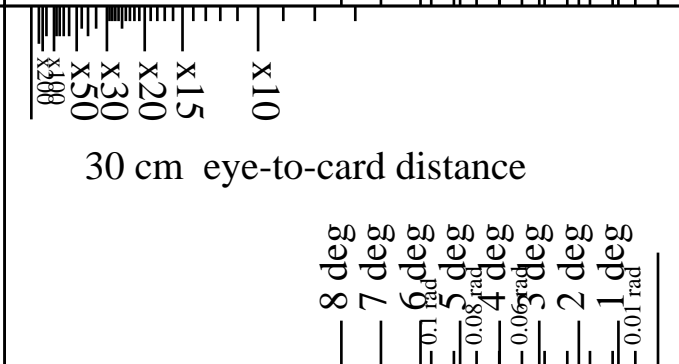 x200 x100 x50 x30 x20 x15 x10
30 cm eye-to-card distance
8 deg 7 deg 6 deg 5 deg 4 deg 3 deg 2 deg 1 deg
0.1 rad 0.08 rad 0.06 rad 0.01 rad